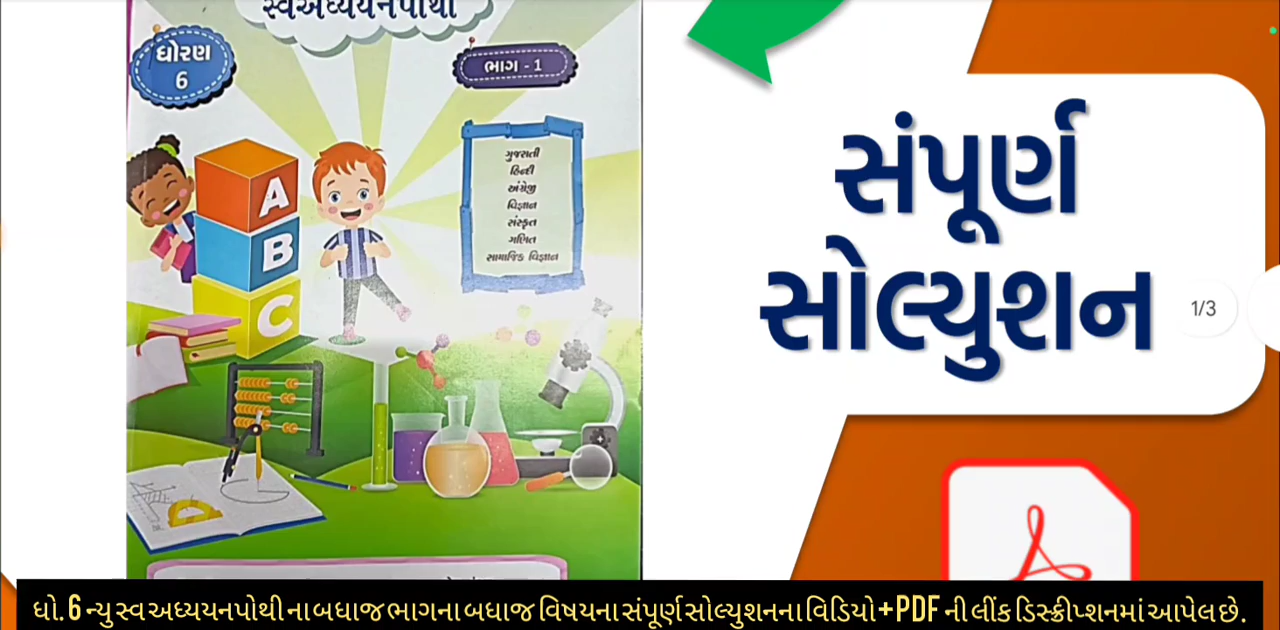 સ્વઅધ્યયનપોથી
ધોરણ
6
ભાગ - 1
ગુજરાતી
હિન્દી
અંગ્રેજી
વિજ્ઞાન
સંસ્કૃત
ગણિત
સામાજિક વિજ્ઞાન
A
B
C
સંપૂર્ણ
સોલ્યુશન
1/3
ધો. 6 ન્યુ સ્વ અધ્યયનપોથી ના બધાજ ભાગના બધાજ વિષયના સંપૂર્ણ સોલ્યુશનના વિડિયો + PDF ની લીંક ડિસ્ક્રીપ્શનમાં આપેલ છે.